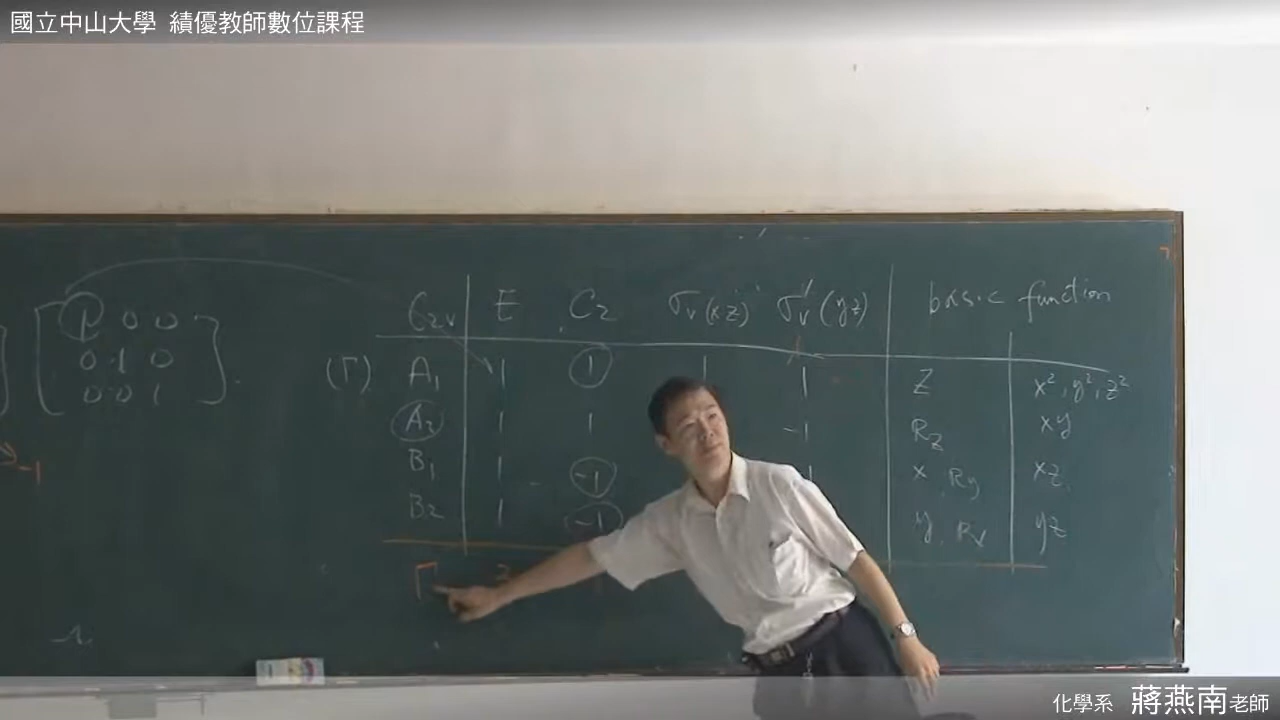 國立中山大學 績優教師數位課程
C2v E C2 σv(xz) σv'(yz) basic function
1 0 0
0 1 0
0 0 1
(Γ) A1 1 1 1 1 Z x², y², z²
A2 1 1 -1 Rz xy
B1 1 -1 x, Ry xz
-1
B2 1 -1 y, Rx yz
Γ 3
化學系 蔣燕南老師